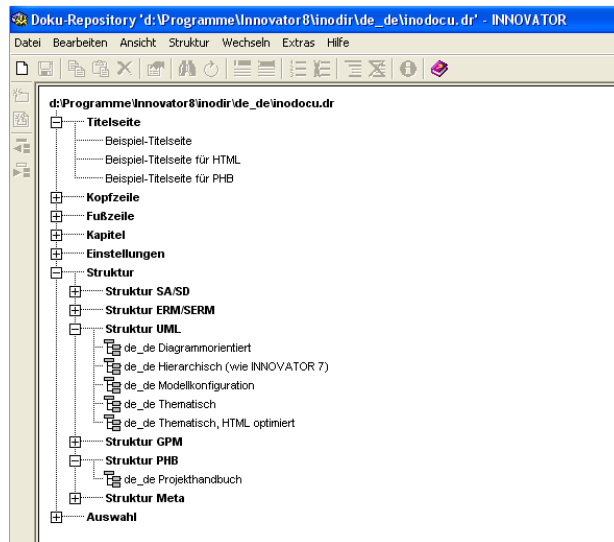 Doku-Repository 'd:\Programme\Innovator8\inodir\de_de\inodocu.dr' - INNOVATOR
Datei Bearbeiten Ansicht Struktur Wechseln Extras Hilfe
d:\Programme\Innovator8\inodir\de_de\inodocu.dr
Titelseite
Beispiel-Titelseite
Beispiel-Titelseite für HTML
Beispiel-Titelseite für PHB
Kopfzeile
Fußzeile
Kapitel
Einstellungen
Struktur
Struktur SA/SD
Struktur ERM/SERM
Struktur UML
de_de Diagrammorientiert
de_de Hierarchisch (wie INNOVATOR 7)
de_de Modellkonfiguration
de_de Thematisch
de_de Thematisch, HTML optimiert
Struktur GPM
Struktur PHB
de_de Projekthandbuch
Struktur Meta
Auswahl